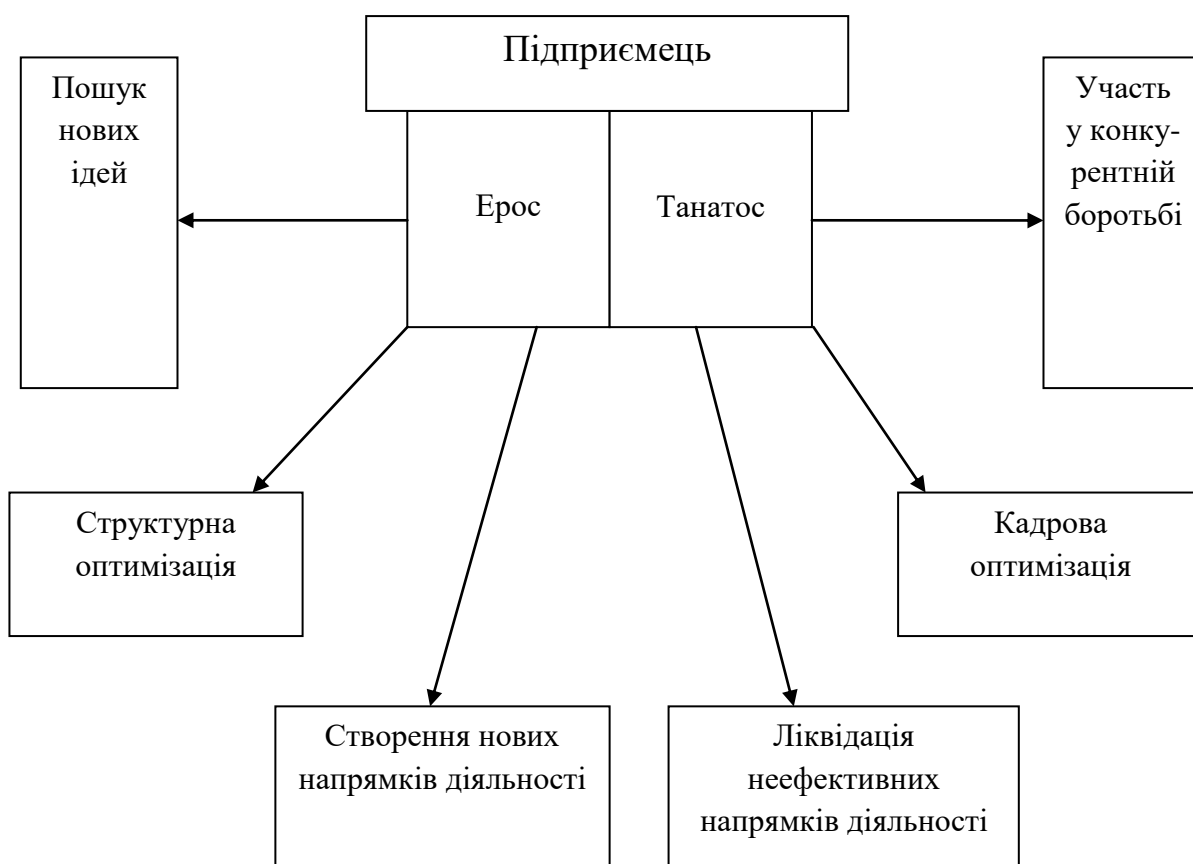 Підприємець
Пошук
нових
ідей
Ерос
Танатос
Участь
у конку-
рентній
боротьбі
Структурна
оптимізація
Кадрова
оптимізація
Створення нових
напрямків діяльності
Ліквідація
неефективних
напрямків діяльності